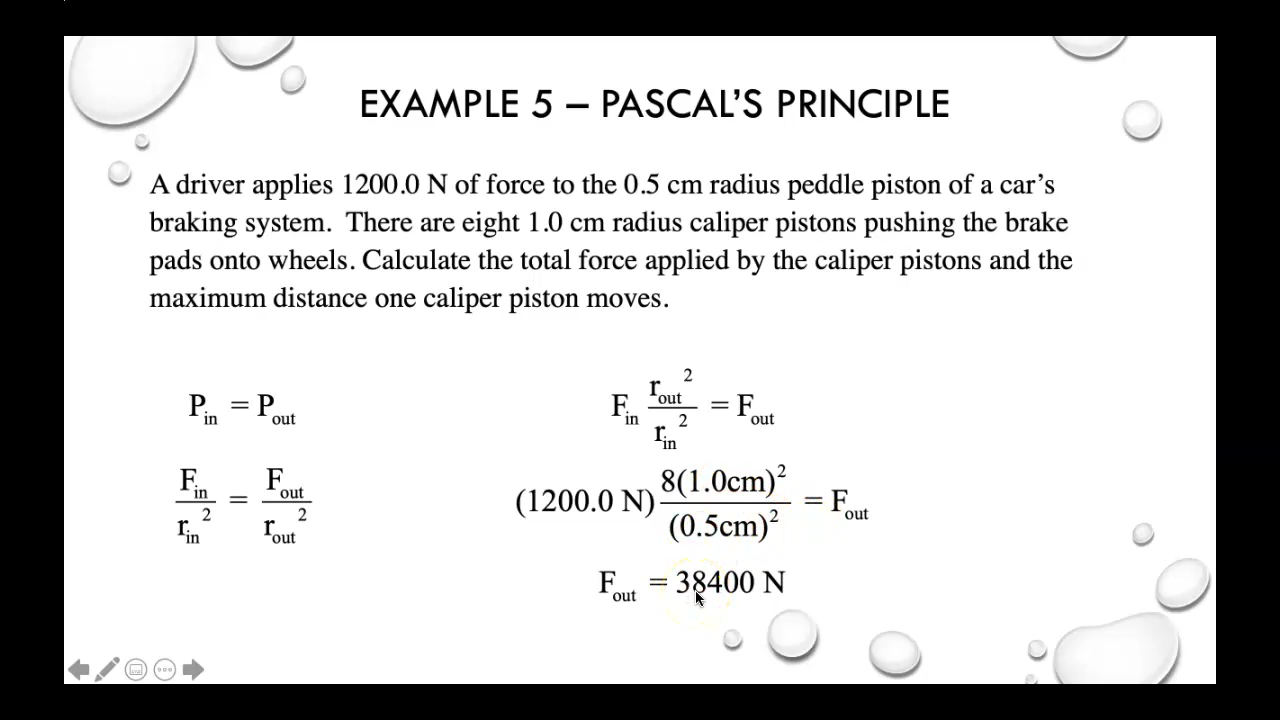 EXAMPLE 5 – PASCAL'S PRINCIPLE
A driver applies 1200.0 N of force to the 0.5 cm radius peddle piston of a car's
braking system. There are eight 1.0 cm radius caliper pistons pushing the brake
pads onto wheels. Calculate the total force applied by the caliper pistons and the
maximum distance one caliper piston moves.
P_in = P_out
F_in / r_in^2 = F_out / r_out^2
F_in r_out^2 / r_in^2 = F_out
(1200.0 N) 8(1.0cm)^2 / (0.5cm)^2 = F_out
F_out = 38400 N